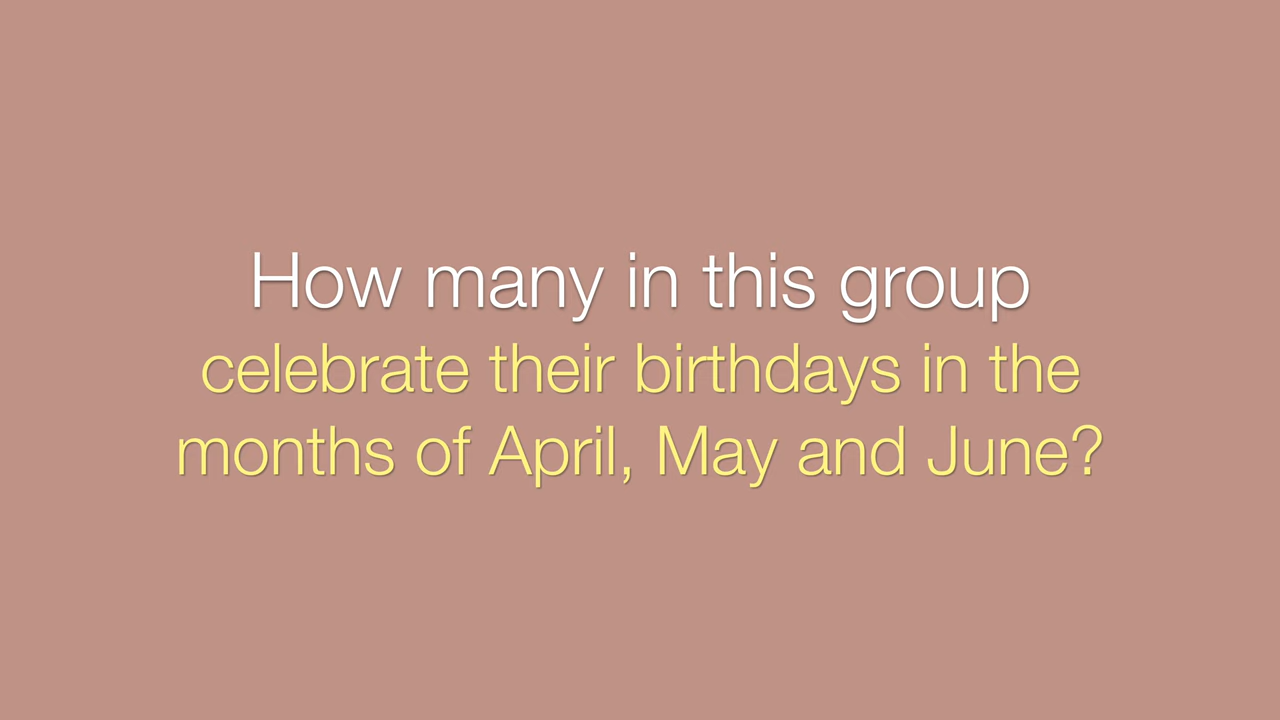 How many in this group
celebrate their birthdays in the
months of April, May and June?